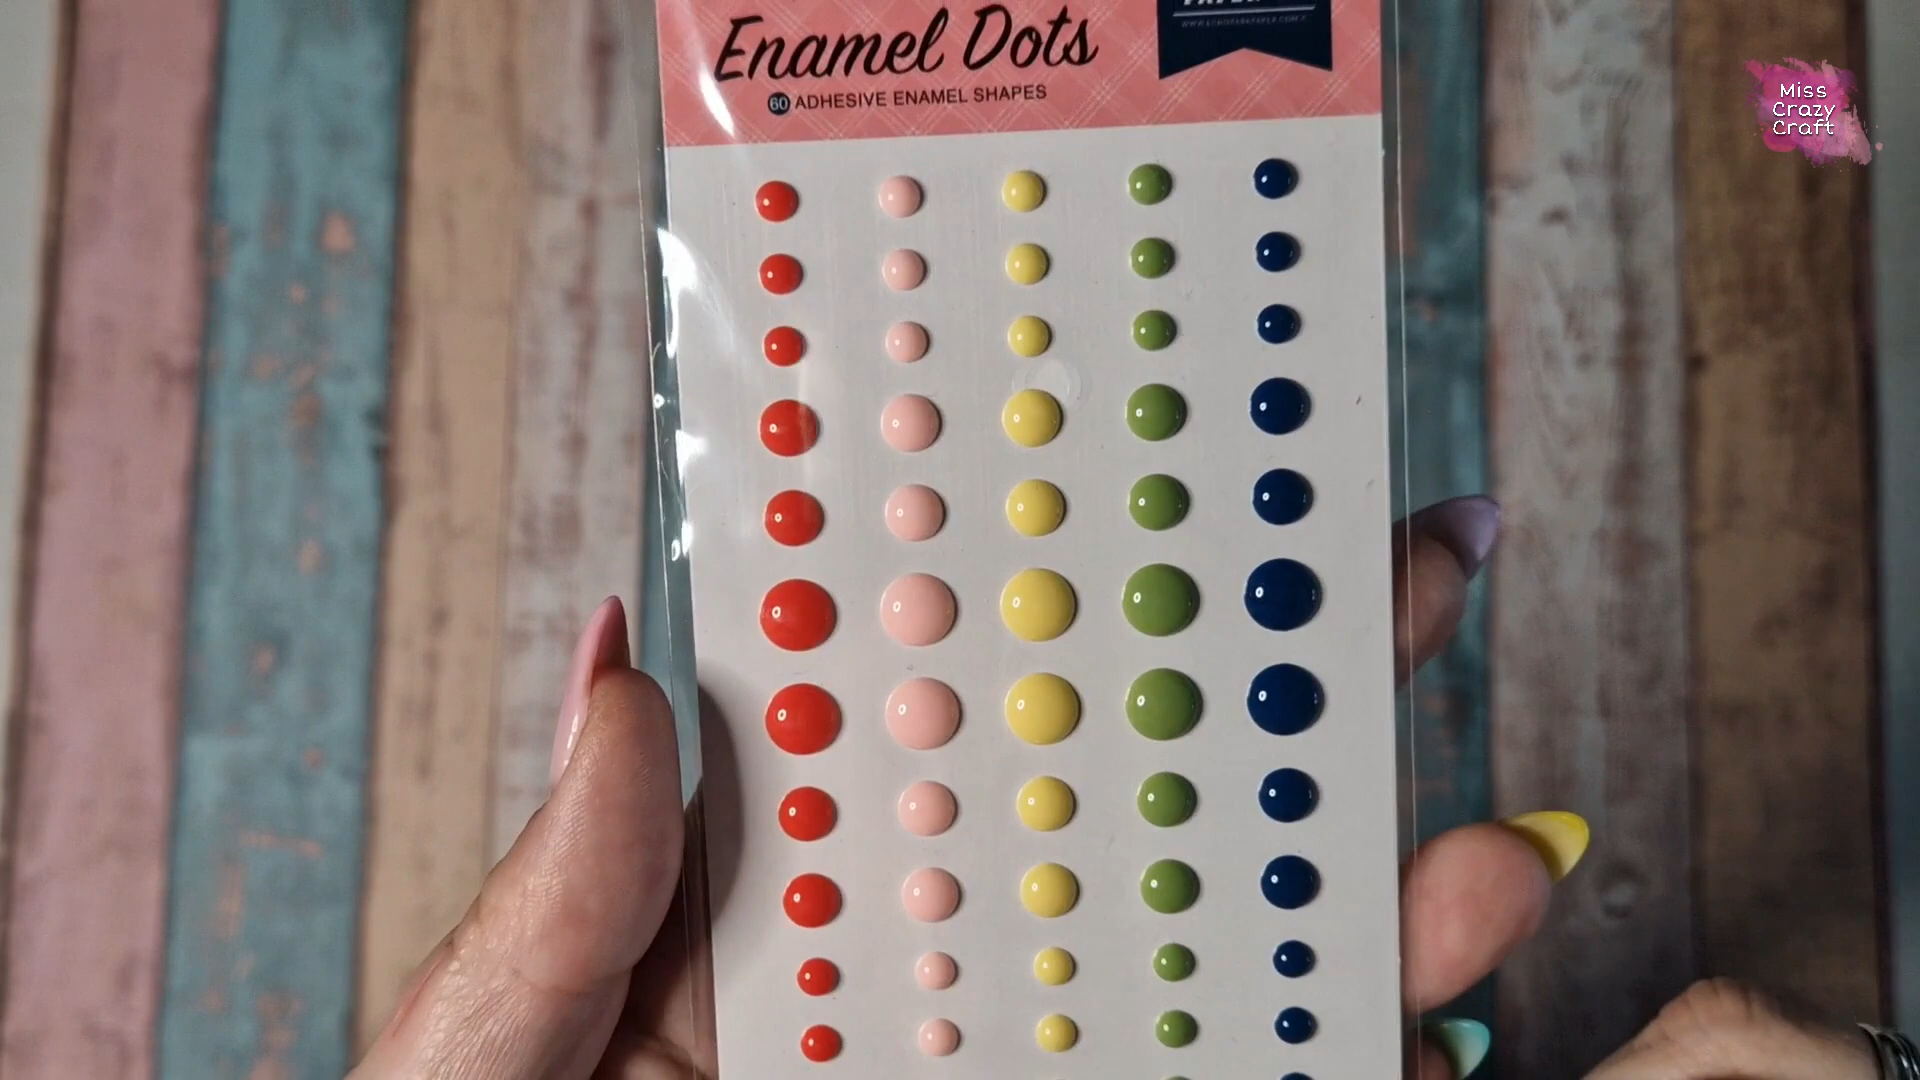 Enamel Dots
60 ADHESIVE ENAMEL SHAPES
Miss
Crazy
Craft